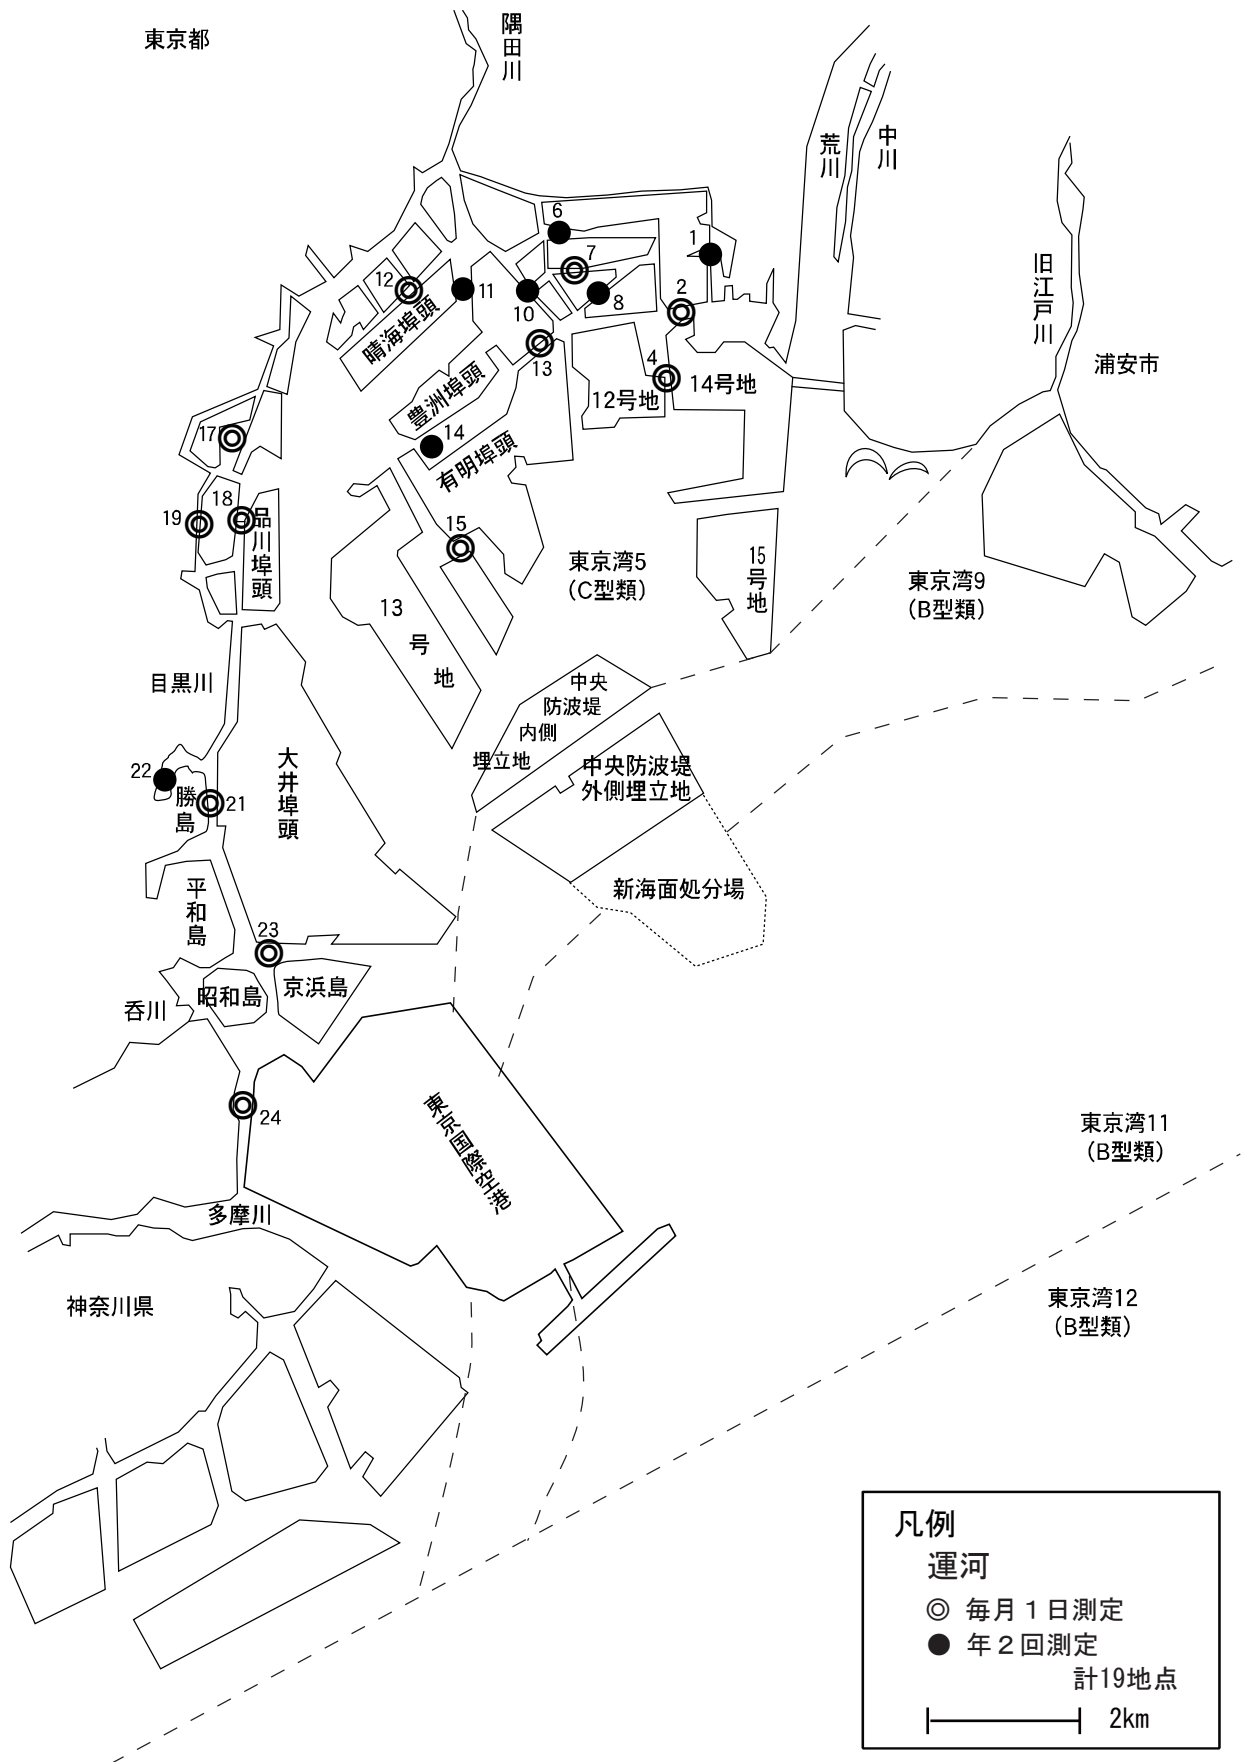 東京都
隅田川
荒川
中川
旧江戸川
浦安市
6
1
7
12
11
10
8
2
晴海埠頭
13
4
豊洲埠頭
12号地
14号地
14
17
有明埠頭
18
19
品川埠頭
15
東京湾5
(C型類)
15号地
東京湾9
(B型類)
13号地
目黒川
中央
防波堤
内側
埋立地
大井埠頭
22
勝島
21
中央防波堤
外側埋立地
平和島
新海面処分場
23
昭和島
京浜島
呑川
24
東京国際空港
東京湾11
(B型類)
多摩川
神奈川県
東京湾12
(B型類)
凡例
運河
◎ 毎月1日測定
● 年2回測定
計19地点
2km